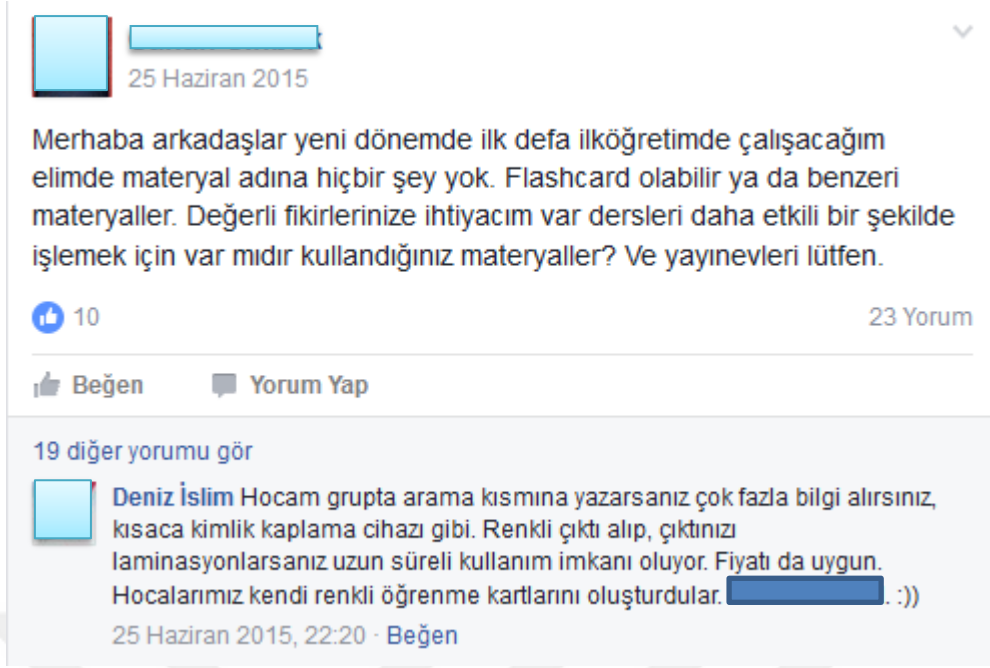 25 Haziran 2015
Merhaba arkadaşlar yeni dönemde ilk defa ilköğretimde çalışacağım
elimde materyal adına hiçbir şey yok. Flashcard olabilir ya da benzeri
materyaller. Değerli fikirlerinize ihtiyacım var dersleri daha etkili bir şekilde
işlemek için var mıdır kullandığınız materyaller? Ve yayınevleri lütfen.
10 23 Yorum
Beğen Yorum Yap
19 diğer yorumu gör
Deniz İslim Hocam grupta arama kısmına yazarsanız çok fazla bilgi alırsınız,
kısaca kimlik kaplama cihazı gibi. Renkli çıktı alıp, çıktınızı
laminasyonlarsanız uzun süreli kullanım imkanı oluyor. Fiyatı da uygun.
Hocalarımız kendi renkli öğrenme kartlarını oluşturdular. . :))
25 Haziran 2015, 22:20 · Beğen